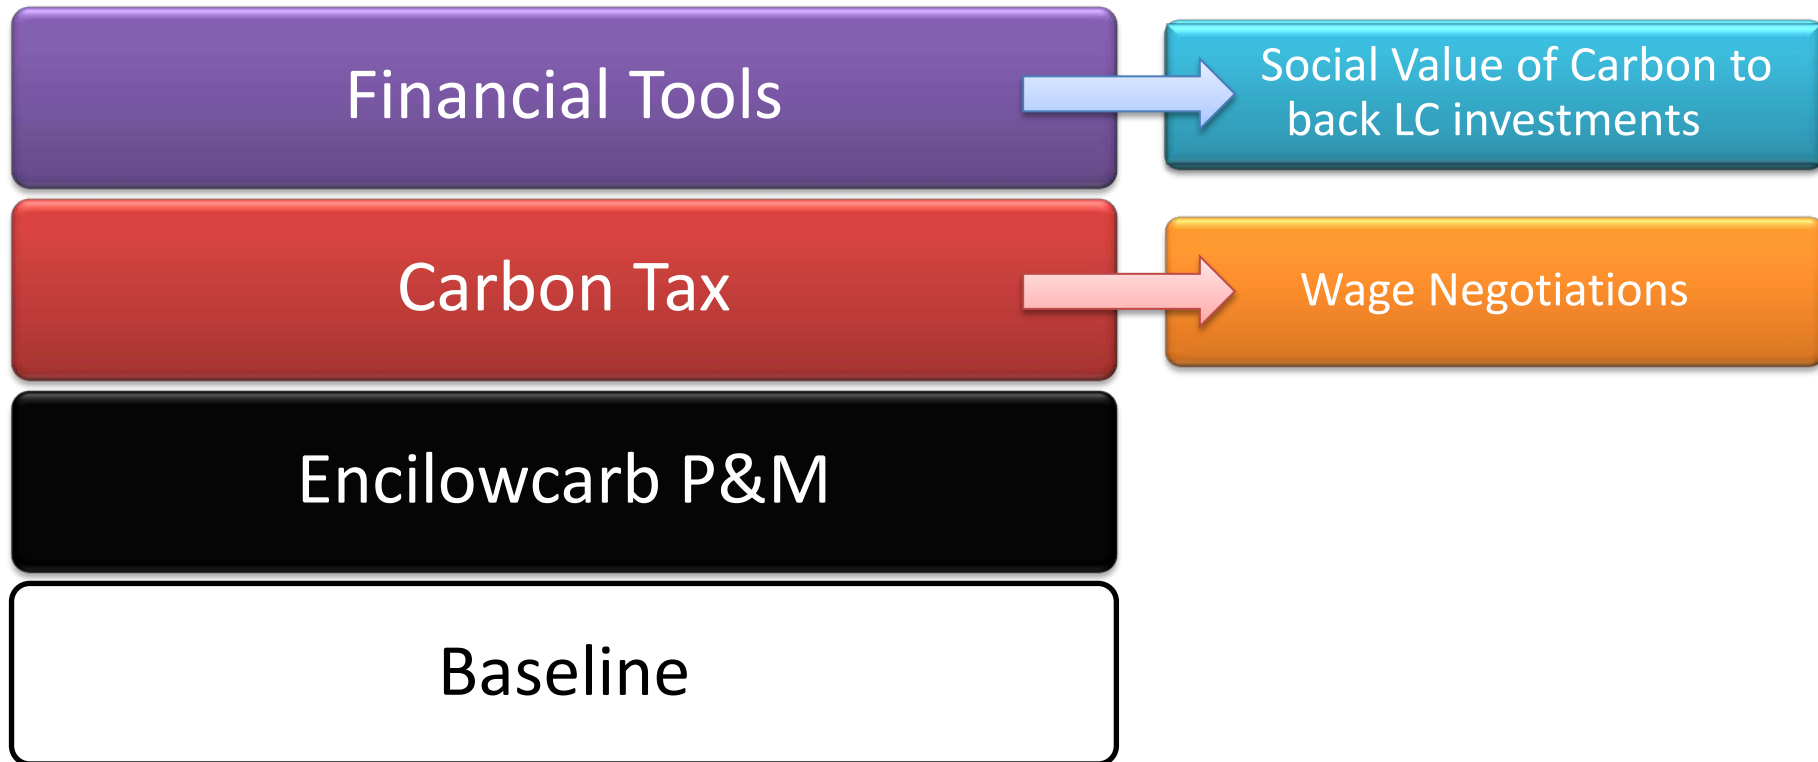 Financial Tools
Social Value of Carbon to
back LC investments
Carbon Tax
Wage Negotiations
Encilowcarb P&M
Baseline